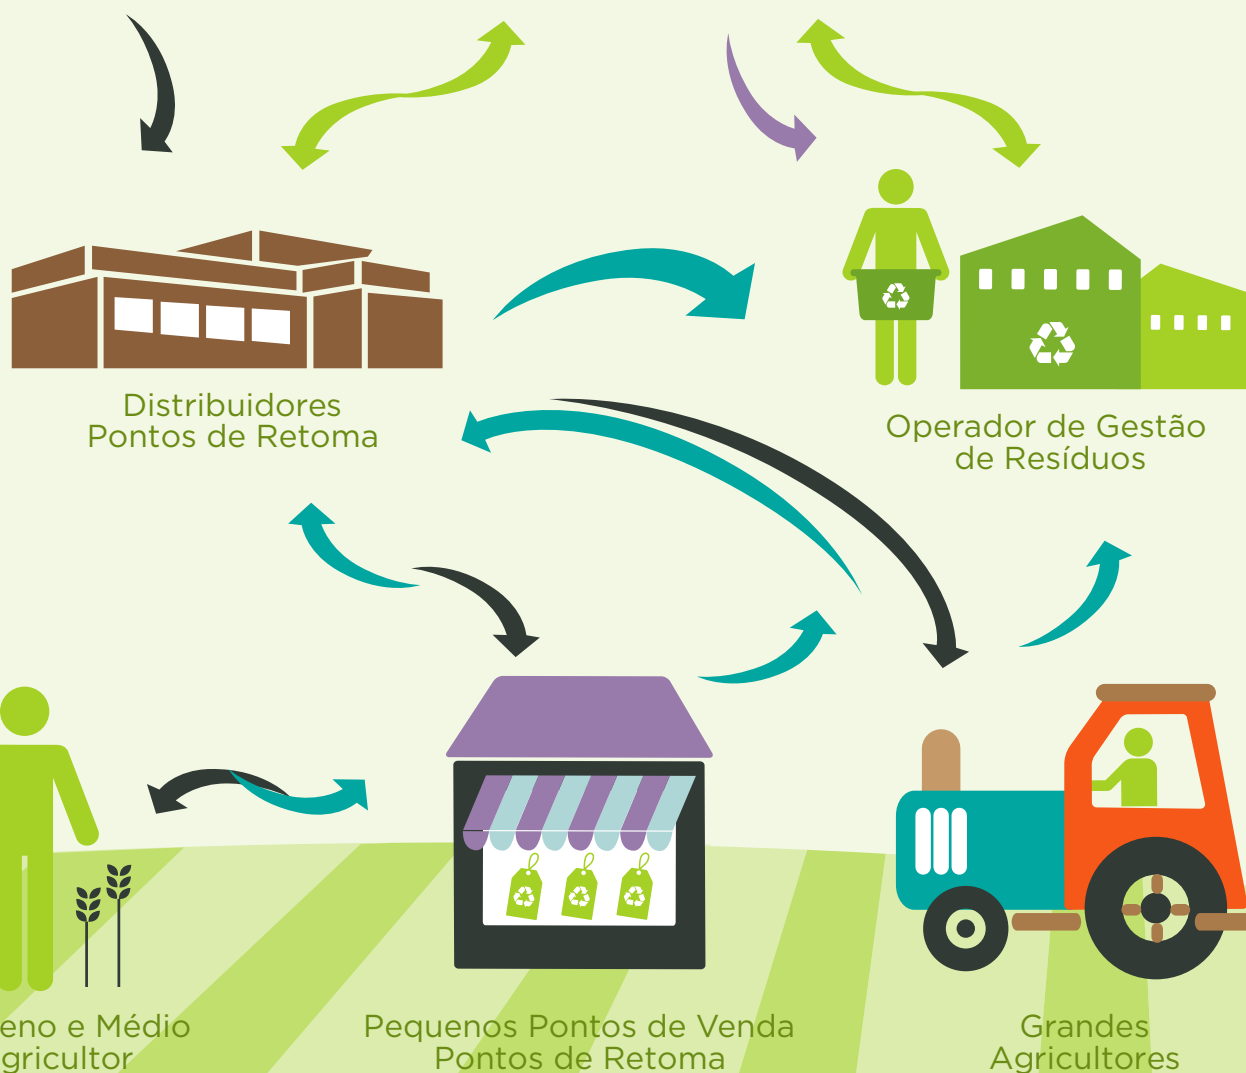 Distribuidores
Pontos de Retoma
Operador de Gestão
de Resíduos
eno e Médio
gricultor
Pequenos Pontos de Venda
Pontos de Retoma
Grandes
Agricultores